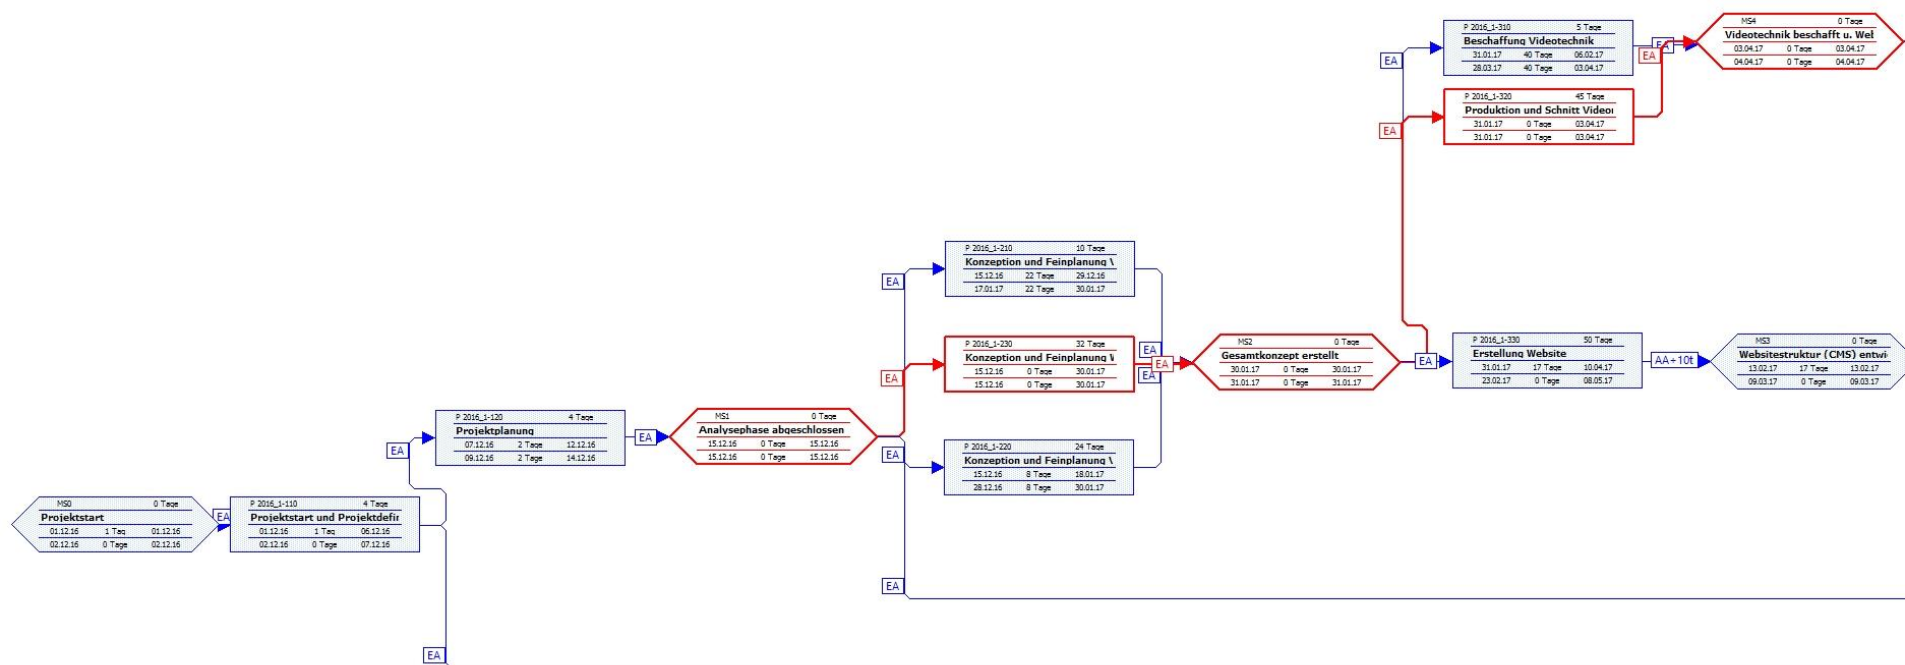 P 2016_1-310 5 Tage
Beschaffung Videotechnik
31.01.17 40 Tage 06.02.17
28.03.17 40 Tage 03.04.17
EA
MS4 0 Tage
Videotechnik beschafft u. Wel
03.04.17 0 Tage 03.04.17
04.04.17 0 Tage 04.04.17
EA
EA
P 2016_1-320 45 Tage
Produktion und Schnitt Videor
31.01.17 0 Tage 03.04.17
31.01.17 0 Tage 03.04.17
EA
P 2016_1-210 10 Tage
Konzeption und Feinplanung V
15.12.16 22 Tage 29.12.16
17.01.17 22 Tage 30.01.17
EA
P 2016_1-230 32 Tage
Konzeption und Feinplanung W
15.12.16 0 Tage 30.01.17
15.12.16 0 Tage 30.01.17
EA
EA
EA
EA
MS2 0 Tage
Gesamtkonzept erstellt
30.01.17 0 Tage 30.01.17
31.01.17 0 Tage 31.01.17
EA
P 2016_1-330 50 Tage
Erstellung Website
31.01.17 17 Tage 10.04.17
23.02.17 0 Tage 08.05.17
AA+10t
MS3 0 Tage
Websitestruktur (CMS) entwi
13.02.17 17 Tage 13.02.17
09.03.17 0 Tage 09.03.17
P 2016_1-120 4 Tage
Projektplanung
07.12.16 2 Tage 12.12.16
09.12.16 2 Tage 14.12.16
EA
EA
MS1 0 Tage
Analysephase abgeschlossen
15.12.16 0 Tage 15.12.16
15.12.16 0 Tage 15.12.16
EA
P 2016_1-220 24 Tage
Konzeption und Feinplanung V
15.12.16 8 Tage 18.01.17
28.12.16 8 Tage 30.01.17
MS0 0 Tage
Projektstart
01.12.16 1 Tag 01.12.16
02.12.16 0 Tage 02.12.16
EA
P 2016_1-110 4 Tage
Projektstart und Projektdefin
01.12.16 1 Tag 06.12.16
02.12.16 0 Tage 07.12.16
EA
EA